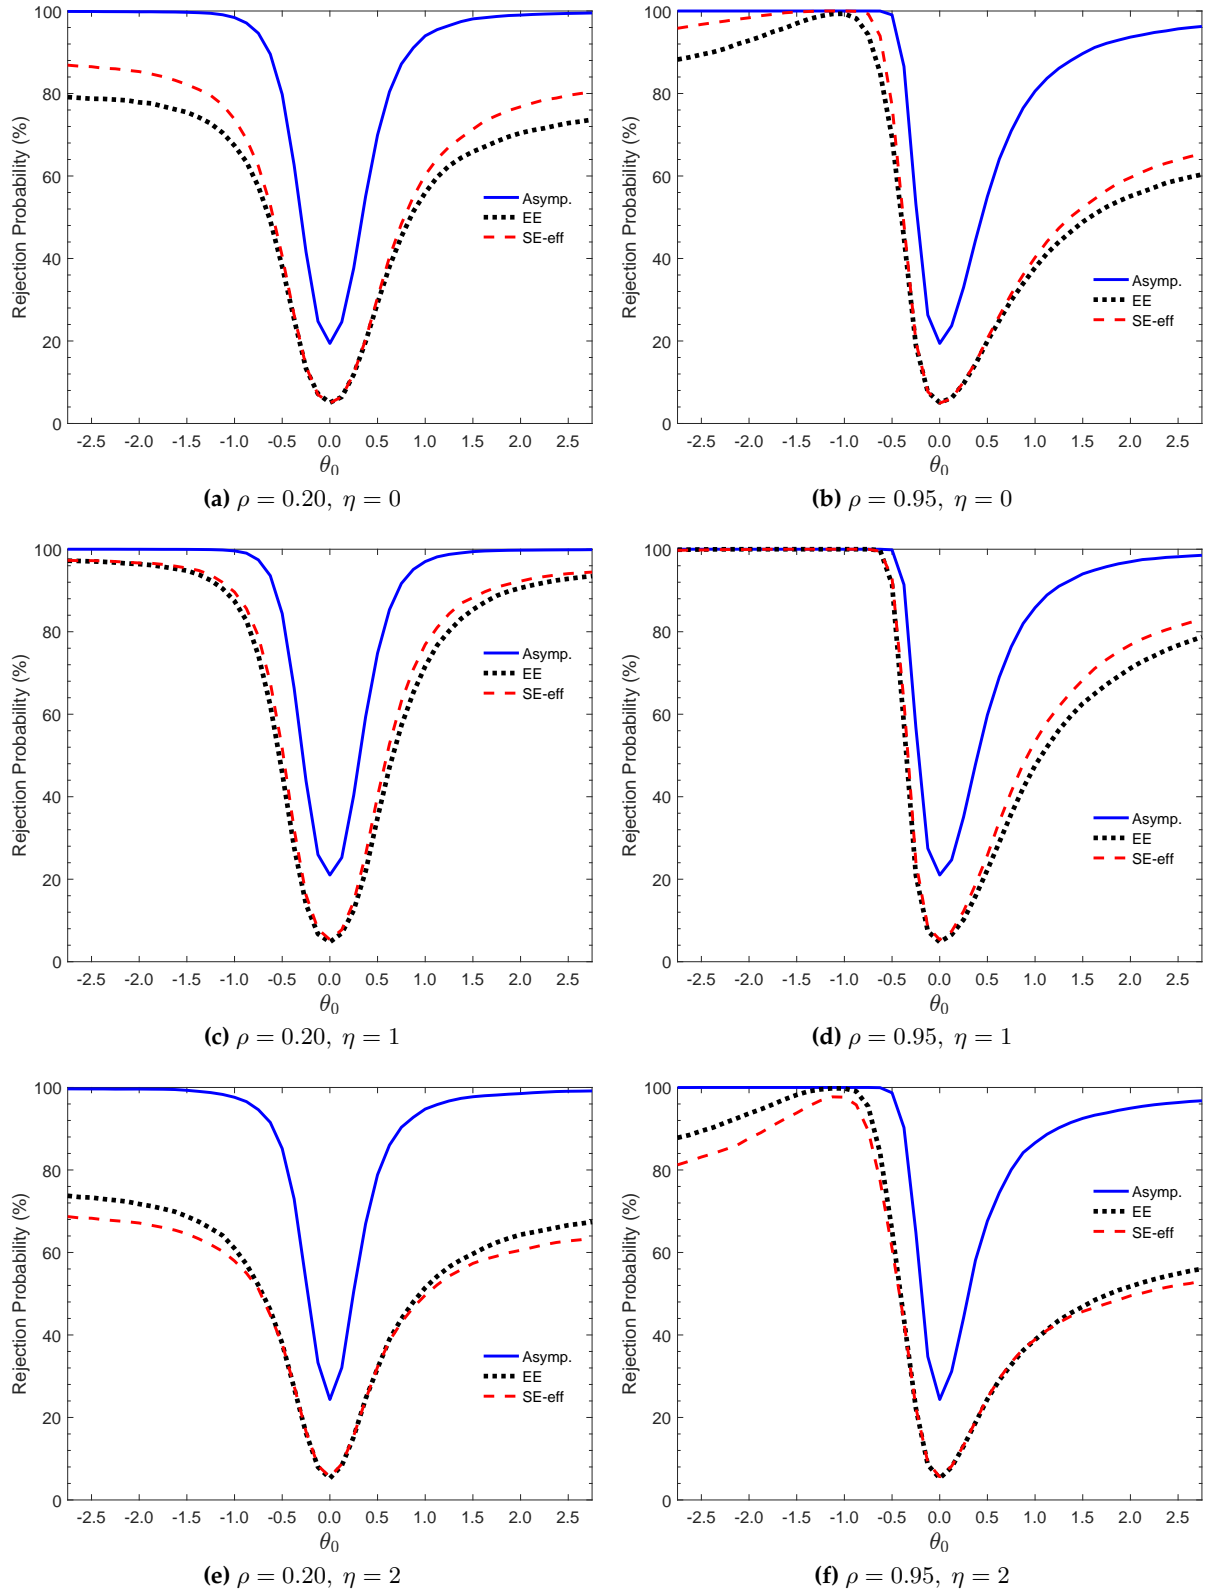 Rejection Probability (%)
100
80
60
40
20
0
-2.5 -2.0 -1.5 -1.0 -0.5 0.0 0.5 1.0 1.5 2.0 2.5
θ0
Asymp.
EE
SE-eff
(a) ρ = 0.20, η = 0
Rejection Probability (%)
100
80
60
40
20
0
-2.5 -2.0 -1.5 -1.0 -0.5 0.0 0.5 1.0 1.5 2.0 2.5
θ0
Asymp.
EE
SE-eff
(b) ρ = 0.95, η = 0
Rejection Probability (%)
100
80
60
40
20
0
-2.5 -2.0 -1.5 -1.0 -0.5 0.0 0.5 1.0 1.5 2.0 2.5
θ0
Asymp.
EE
SE-eff
(c) ρ = 0.20, η = 1
Rejection Probability (%)
100
80
60
40
20
0
-2.5 -2.0 -1.5 -1.0 -0.5 0.0 0.5 1.0 1.5 2.0 2.5
θ0
Asymp.
EE
SE-eff
(d) ρ = 0.95, η = 1
Rejection Probability (%)
100
80
60
40
20
0
-2.5 -2.0 -1.5 -1.0 -0.5 0.0 0.5 1.0 1.5 2.0 2.5
θ0
Asymp.
EE
SE-eff
(e) ρ = 0.20, η = 2
Rejection Probability (%)
100
80
60
40
20
0
-2.5 -2.0 -1.5 -1.0 -0.5 0.0 0.5 1.0 1.5 2.0 2.5
θ0
Asymp.
EE
SE-eff
(f) ρ = 0.95, η = 2